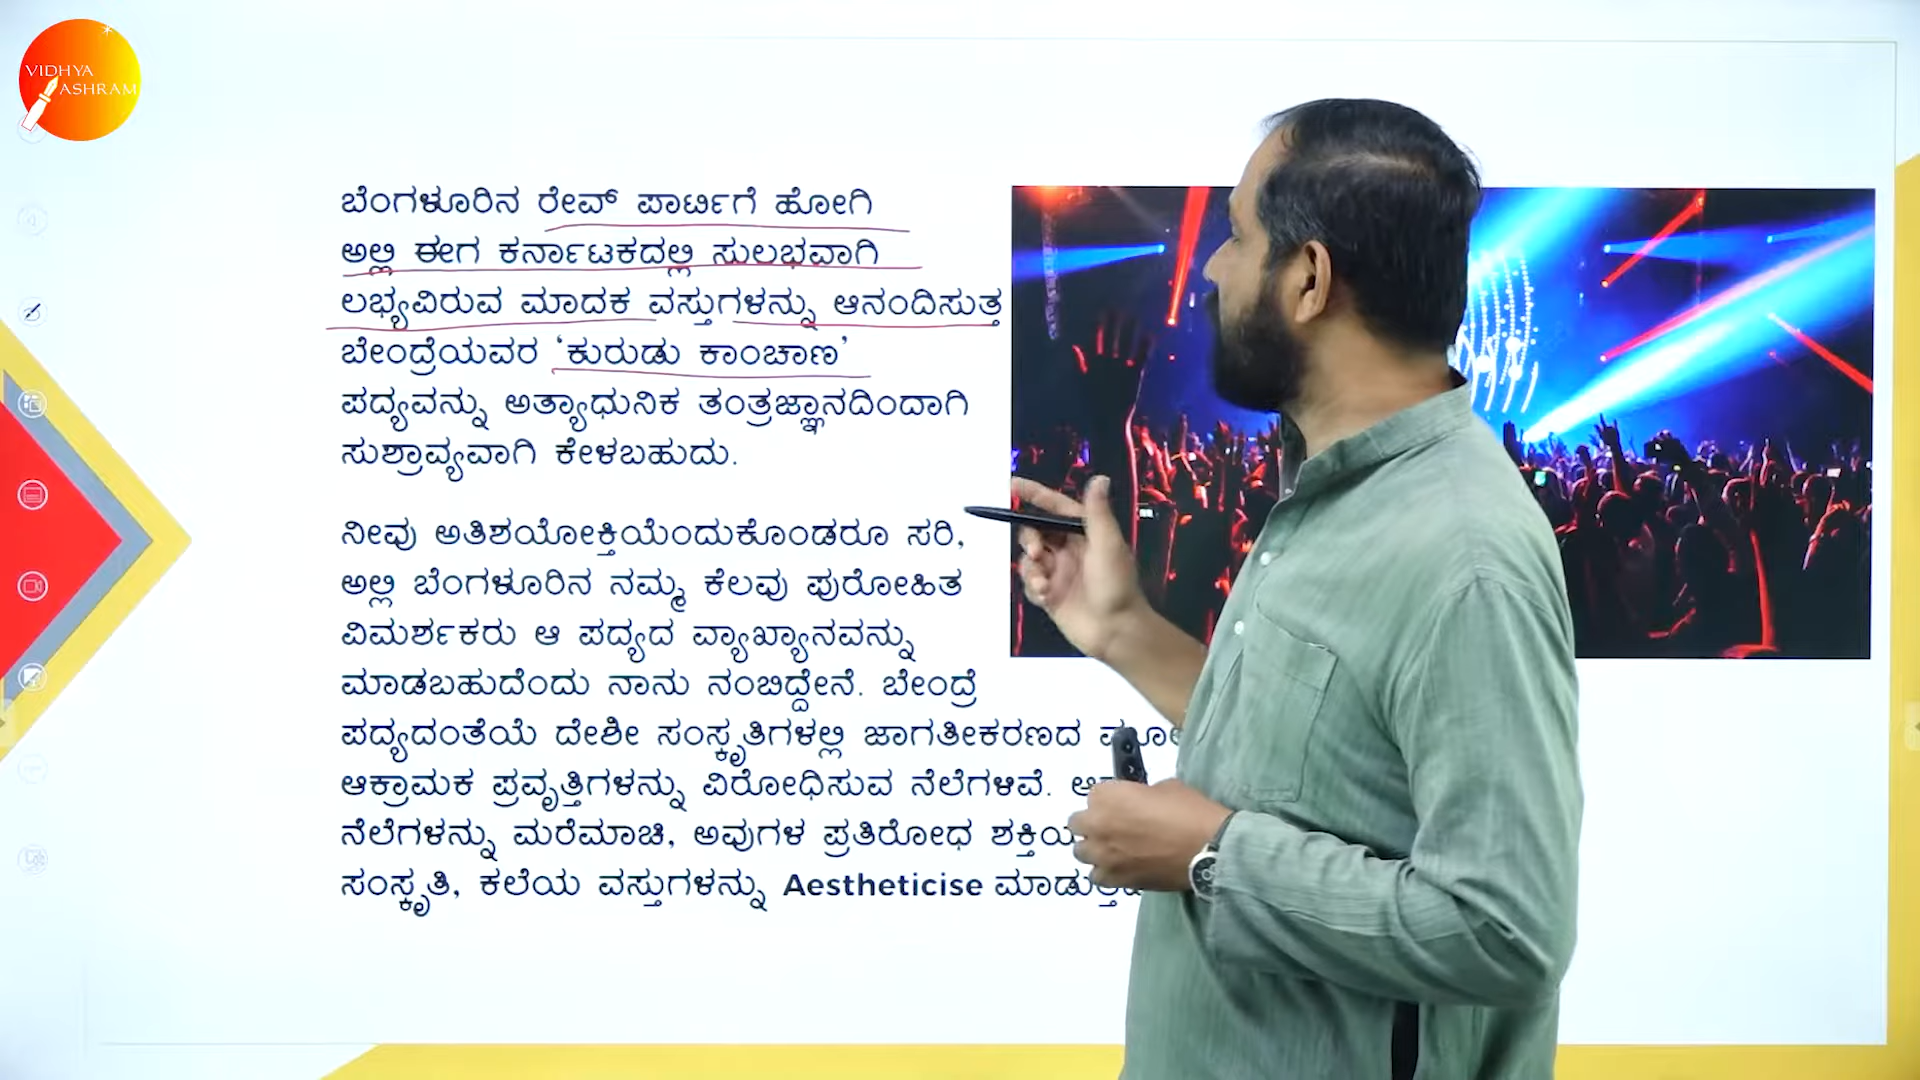 VIDHYA
ASHRAM
ಬೆಂಗಳೂರಿನ ರೇವ್ ಪಾರ್ಟಿಗೆ ಹೋಗಿ
ಅಲ್ಲಿ ಈಗ ಕರ್ನಾಟಕದಲ್ಲಿ ಸುಲಭವಾಗಿ
ಲಭ್ಯವಿರುವ ಮಾದಕ ವಸ್ತುಗಳನ್ನು ಆನಂದಿಸುತ್ತ
ಬೇಂದ್ರೆಯವರ ‘ಕುರುಡು ಕಾಂಚಾಣ’
ಪದ್ಯವನ್ನು ಅತ್ಯಾಧುನಿಕ ತಂತ್ರಜ್ಞಾನದಿಂದಾಗಿ
ಸುಶ್ರಾವ್ಯವಾಗಿ ಕೇಳಬಹುದು.
ನೀವು ಅತಿಶಯೋಕ್ತಿಯೆಂದುಕೊಂಡರೂ ಸರಿ,
ಅಲ್ಲಿ ಬೆಂಗಳೂರಿನ ನಮ್ಮ ಕೆಲವು ಪುರೋಹಿತ
ವಿಮರ್ಶಕರು ಆ ಪದ್ಯದ ವ್ಯಾಖ್ಯಾನವನ್ನು
ಮಾಡಬಹುದೆಂದು ನಾನು ನಂಬಿದ್ದೇನೆ. ಬೇಂದ್ರೆ
ಪದ್ಯದಂತೆಯೆ ದೇಶೀ ಸಂಸ್ಕೃತಿಗಳಲ್ಲಿ ಜಾಗತೀಕರಣದ
ಆಕ್ರಾಮಕ ಪ್ರವೃತ್ತಿಗಳನ್ನು ವಿರೋಧಿಸುವ ನೆಲೆಗಳಿವೆ.
ನೆಲೆಗಳನ್ನು ಮರೆಮಾಚಿ, ಅವುಗಳ ಪ್ರತಿರೋಧ
ಸಂಸ್ಕೃತಿ, ಕಲೆಯ ವಸ್ತುಗಳನ್ನು Aestheticise